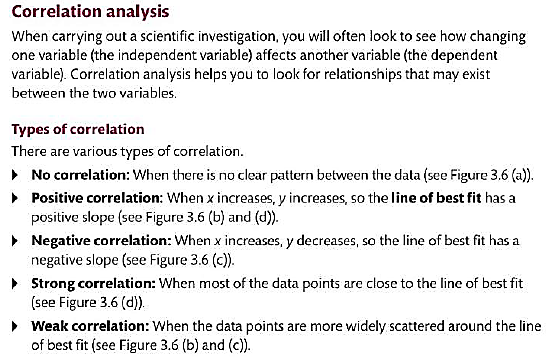 Correlation analysis
When carrying out a scientific investigation, you will often look to see how changing
one variable (the independent variable) affects another variable (the dependent
variable). Correlation analysis helps you to look for relationships that may exist
between the two variables.
Types of correlation
There are various types of correlation.
▶ No correlation: When there is no clear pattern between the data (see Figure 3.6 (a)).
▶ Positive correlation: When x increases, y increases, so the line of best fit has a
positive slope (see Figure 3.6 (b) and (d)).
▶ Negative correlation: When x increases, y decreases, so the line of best fit has a
negative slope (see Figure 3.6 (c)).
▶ Strong correlation: When most of the data points are close to the line of best fit
(see Figure 3.6 (d)).
▶ Weak correlation: When the data points are more widely scattered around the line
of best fit (see Figure 3.6 (b) and (c)).